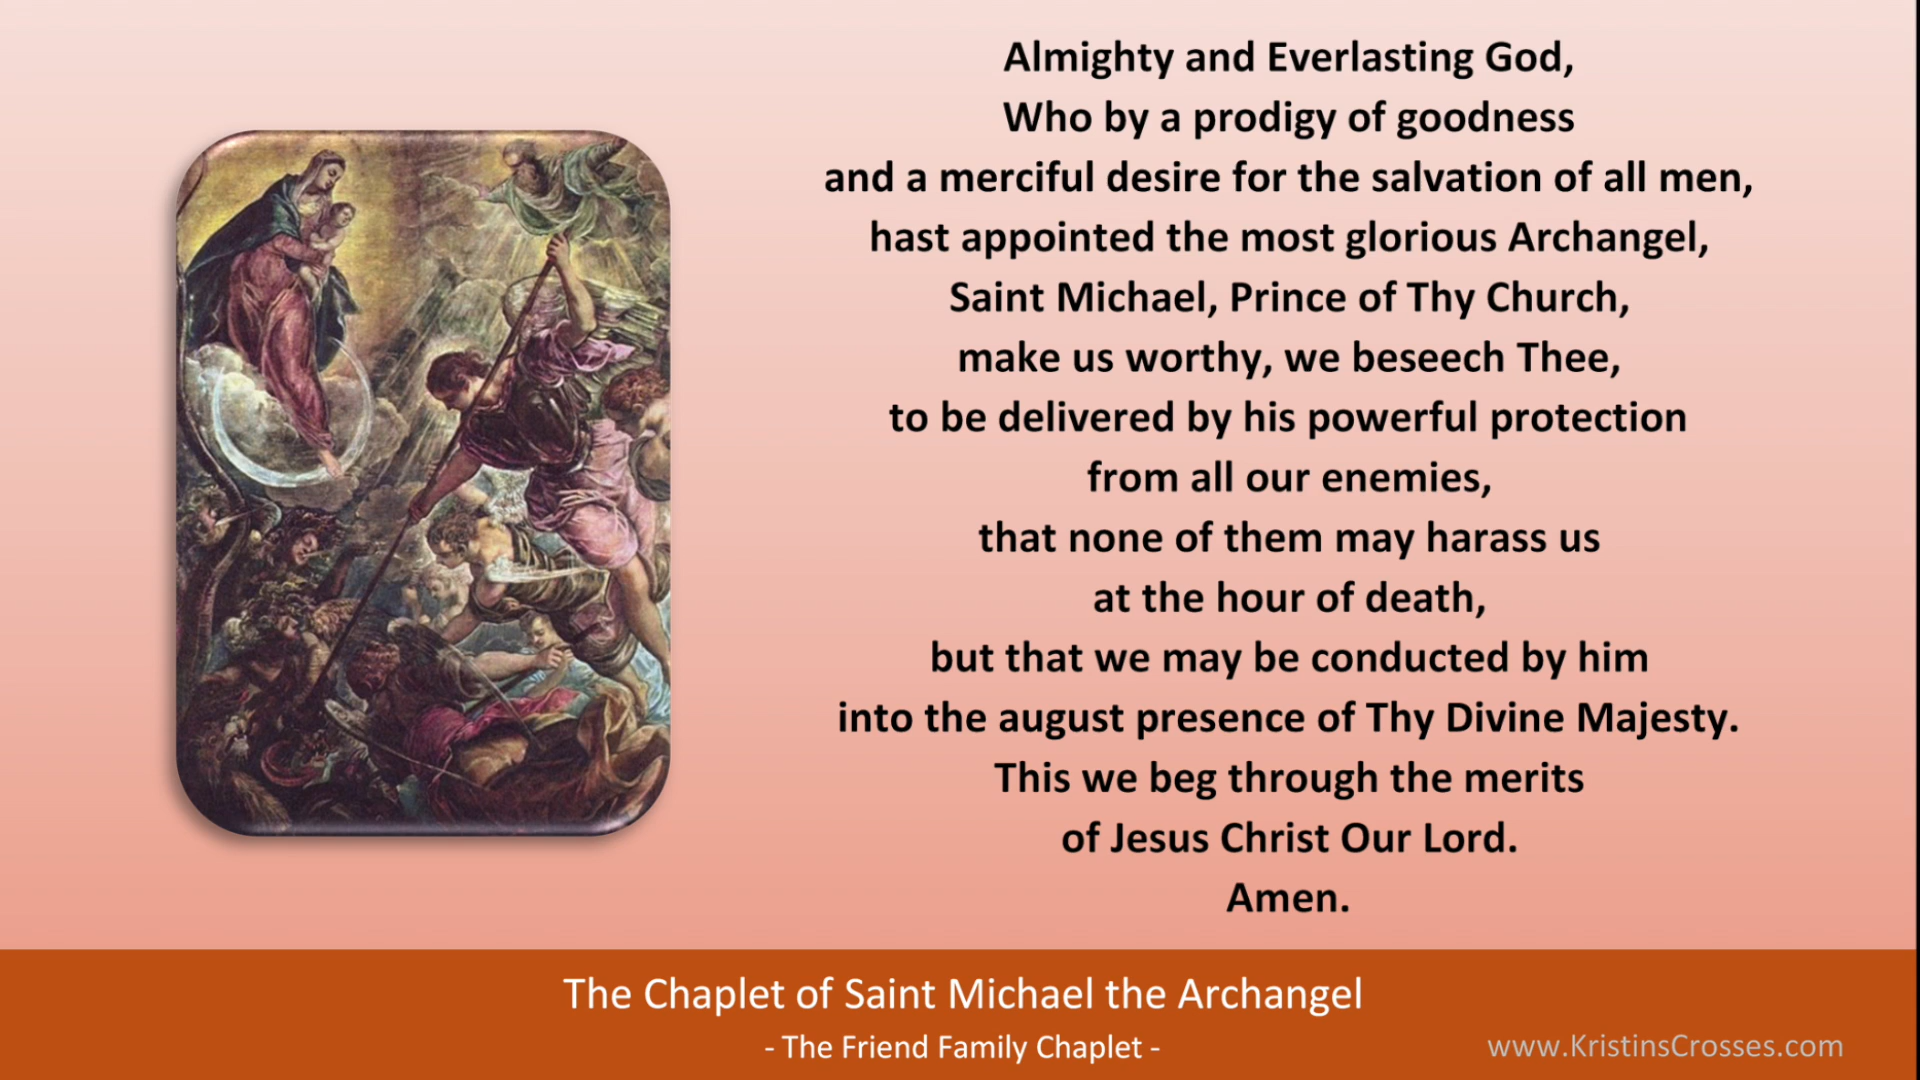 Almighty and Everlasting God,
Who by a prodigy of goodness
and a merciful desire for the salvation of all men,
hast appointed the most glorious Archangel,
Saint Michael, Prince of Thy Church,
make us worthy, we beseech Thee,
to be delivered by his powerful protection
from all our enemies,
that none of them may harass us
at the hour of death,
but that we may be conducted by him
into the august presence of Thy Divine Majesty.
This we beg through the merits
of Jesus Christ Our Lord.
Amen.
The Chaplet of Saint Michael the Archangel
- The Friend Family Chaplet -
www.KristinsCrosses.com